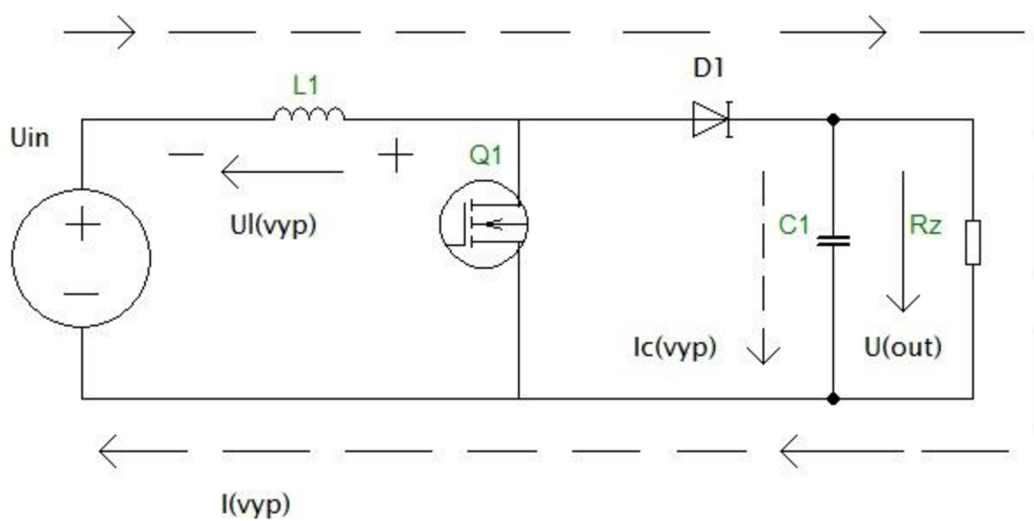 D1
L1
Uin
Q1
Ul(vyp)
C1
Rz
Ic(vyp)
U(out)
I(vyp)